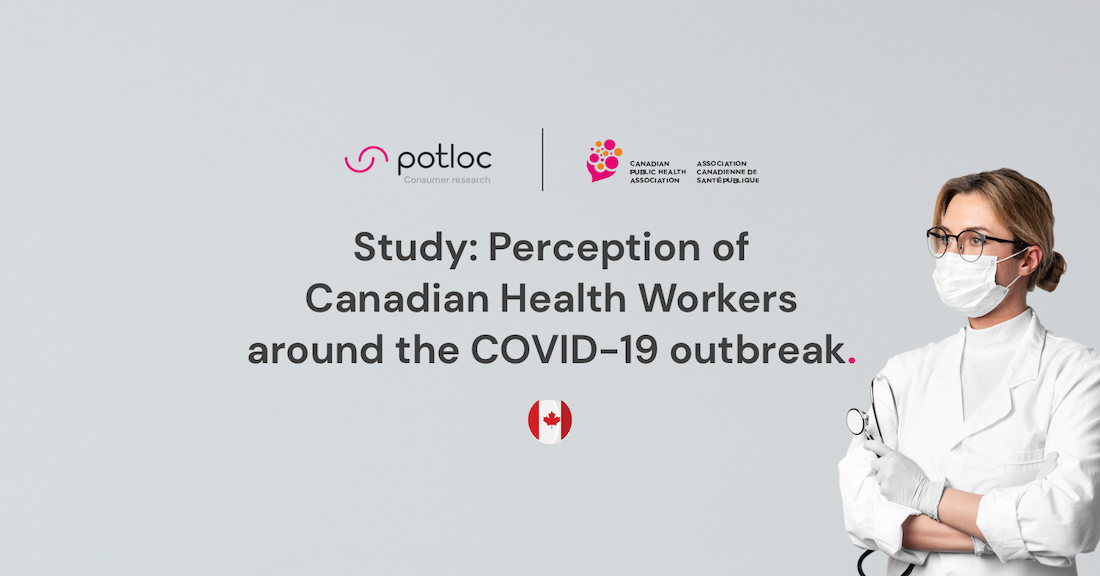 potloc
Consumer research
CANADIAN
PUBLIC HEALTH
ASSOCIATION
ASSOCIATION
CANADIENNE DE
SANTÉ PUBLIQUE
Study: Perception of
Canadian Health Workers
around the COVID-19 outbreak.